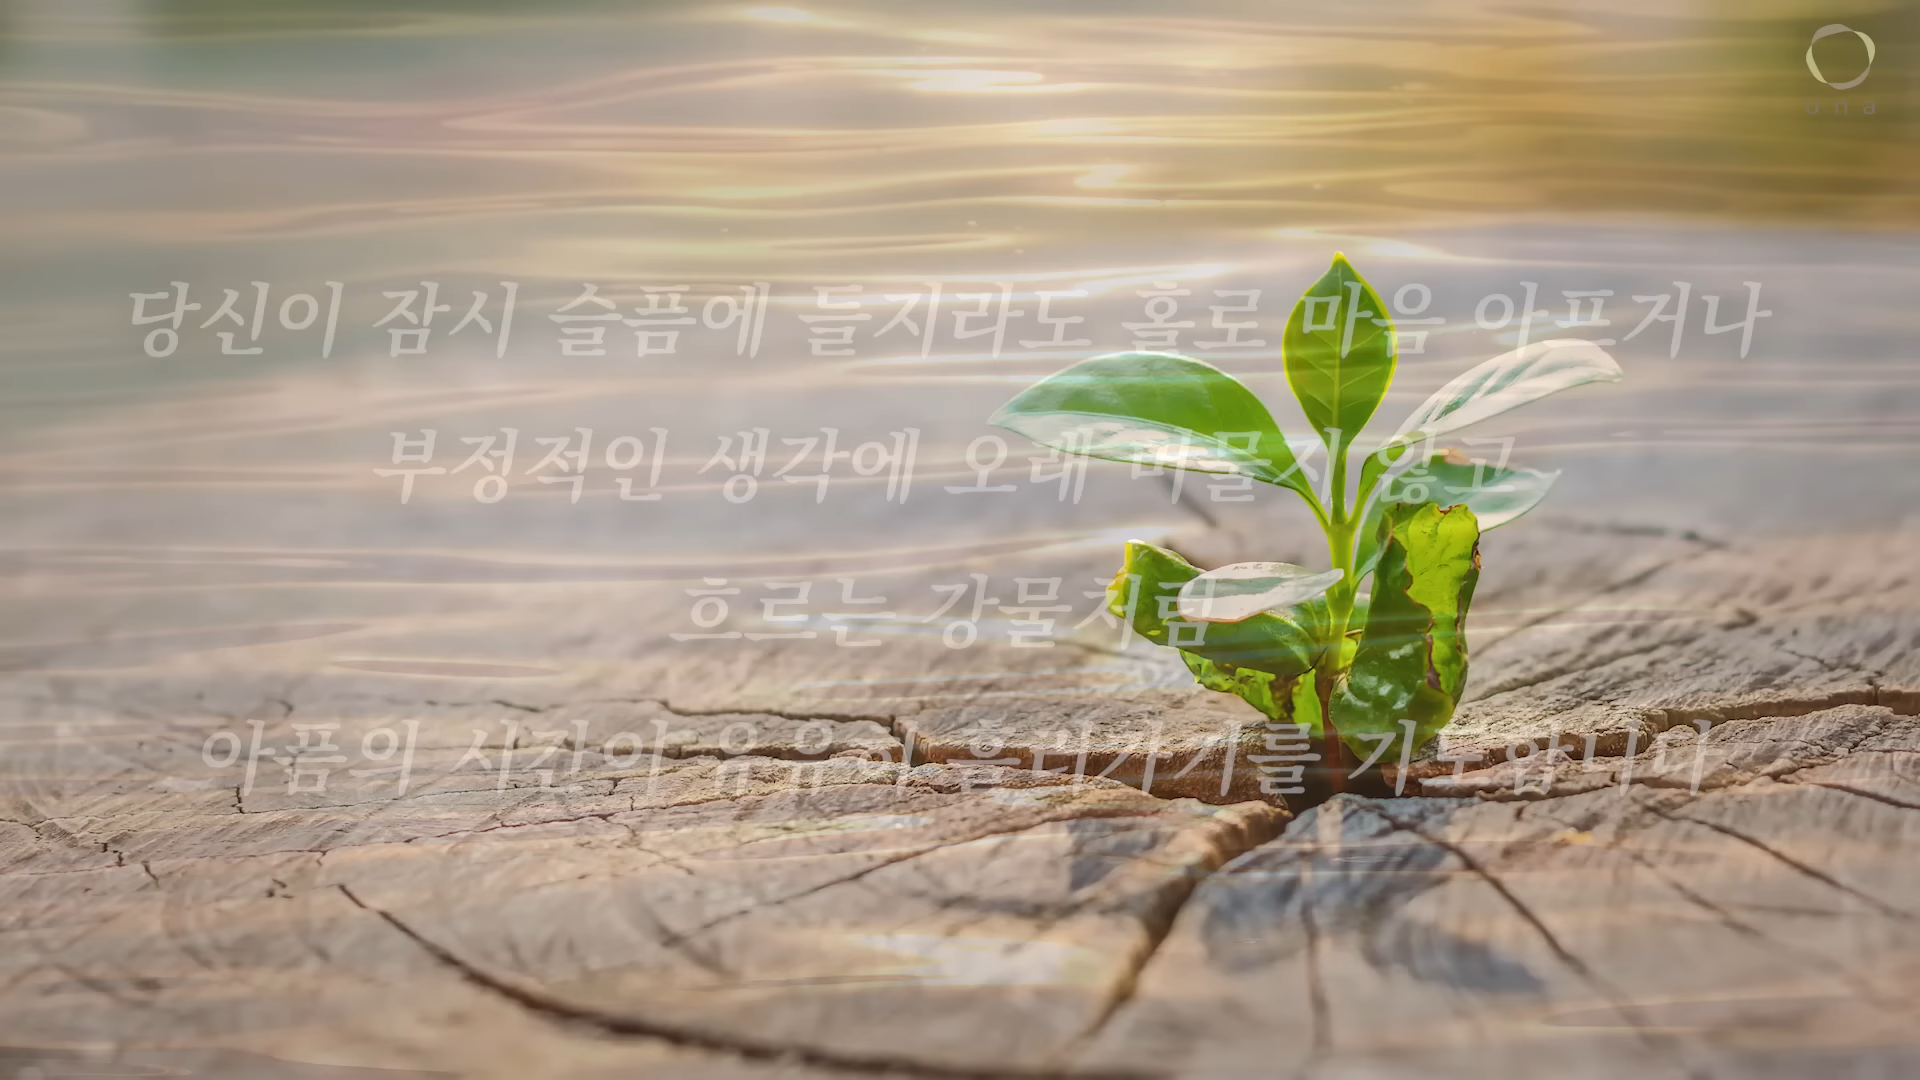 una
당신이 잠시 슬픔에 들지라도 홀로 마음 아프거나
부정적인 생각에 오래 머물지 않고
흐르는 강물처럼
아픔의 시간이 유유히 흘러가기를 기도합니다